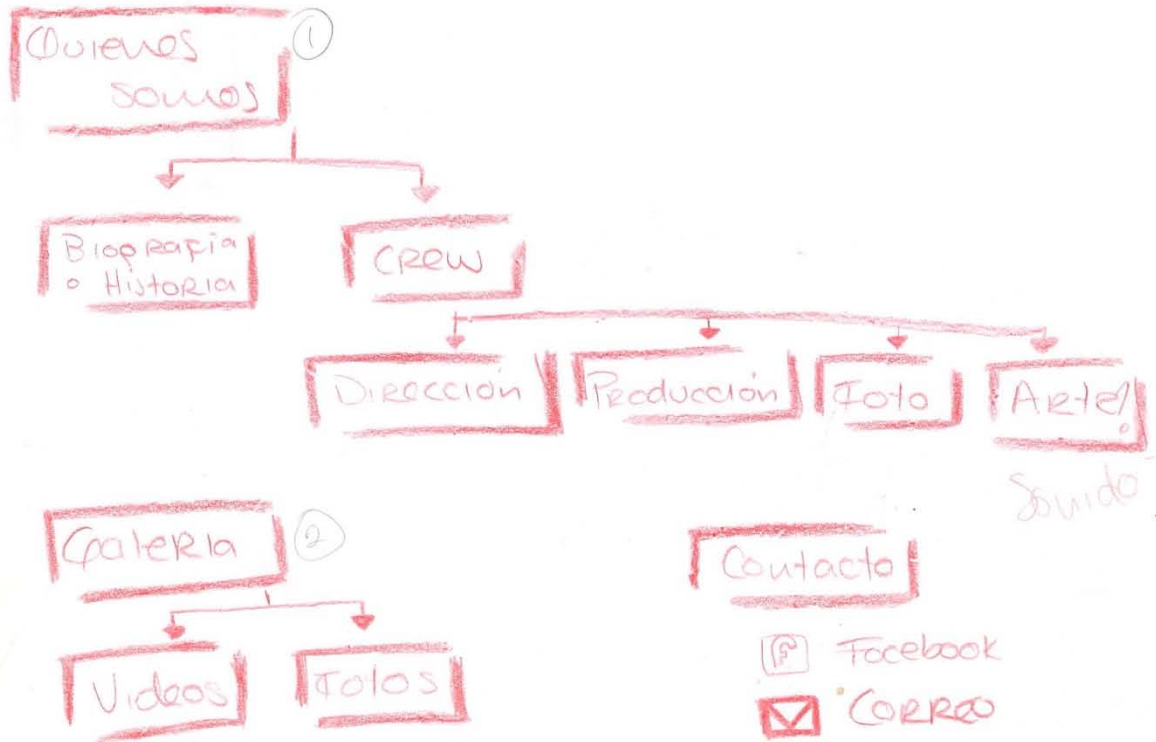 Quienes
somos
1
Biografia
o Historia
CREW
Dirección
Producción
Foto
Arte!
Sonido
Galeria
2
Videos
Fotos
Contacto
F Facebook
Correo